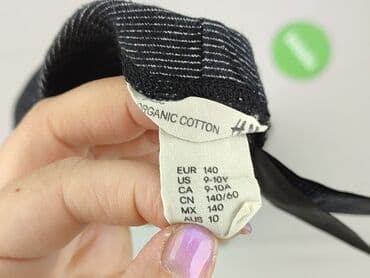 ORGANIC COTTON
H&M
EUR 140
US 9-10Y
CA 9-10A
CN 140/60
MX 140
AUS 10